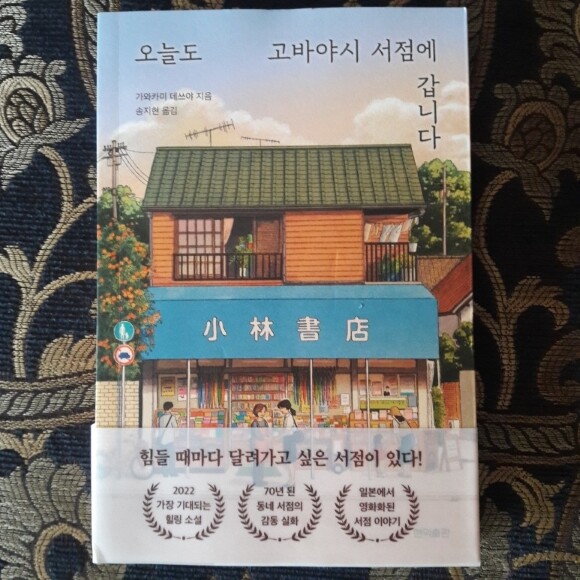 오늘도 고바야시 서점에
갑니다
가와카미 데쓰야 지음
송지현 옮김
小林書店
힘들 때마다 달려가고 싶은 서점이 있다!
2022
가장 기대되는
힐링 소설
70년 된
동네 서점의
감동 실화
일본에서
영화화된
서점 이야기